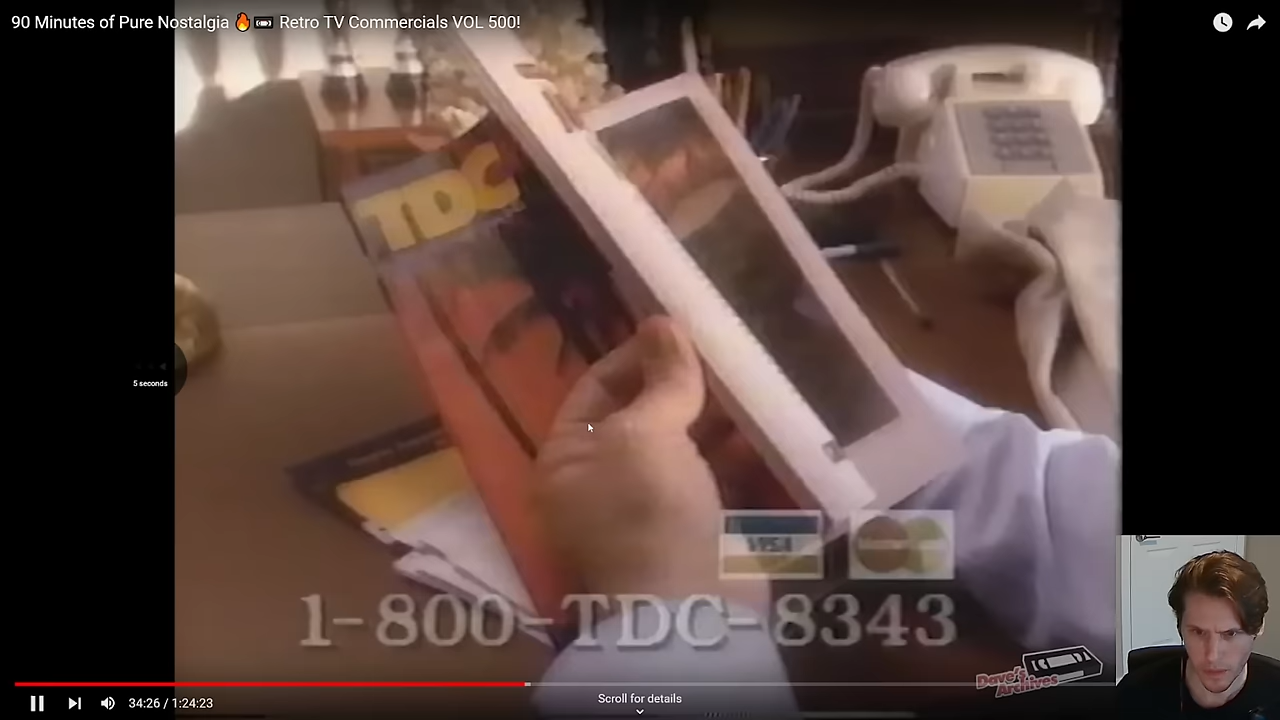 90 Minutes of Pure Nostalgia 🔥📼 Retro TV Commercials VOL 500!
TDC
5 seconds
VISA
MasterCard
1-800-TDC-8343
Dave's
Archives
34:26 / 1:24:23
Scroll for details